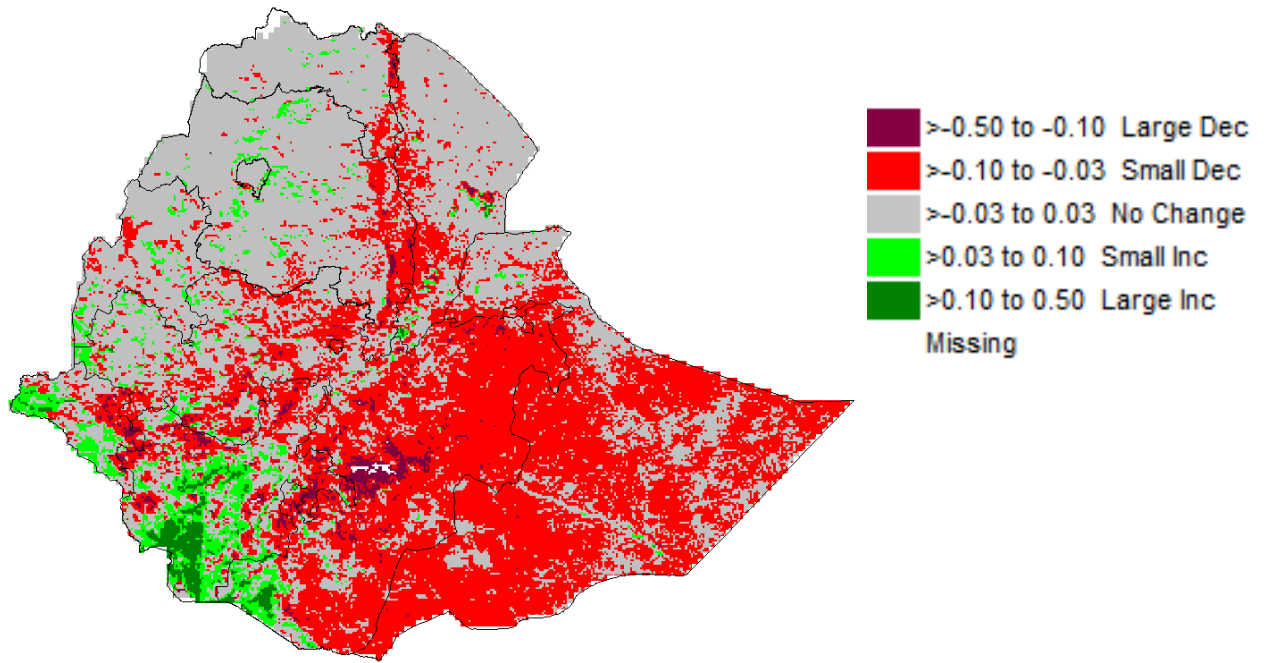 >-0.50 to -0.10 Large Dec
>-0.10 to -0.03 Small Dec
>-0.03 to 0.03 No Change
>0.03 to 0.10 Small Inc
>0.10 to 0.50 Large Inc
Missing